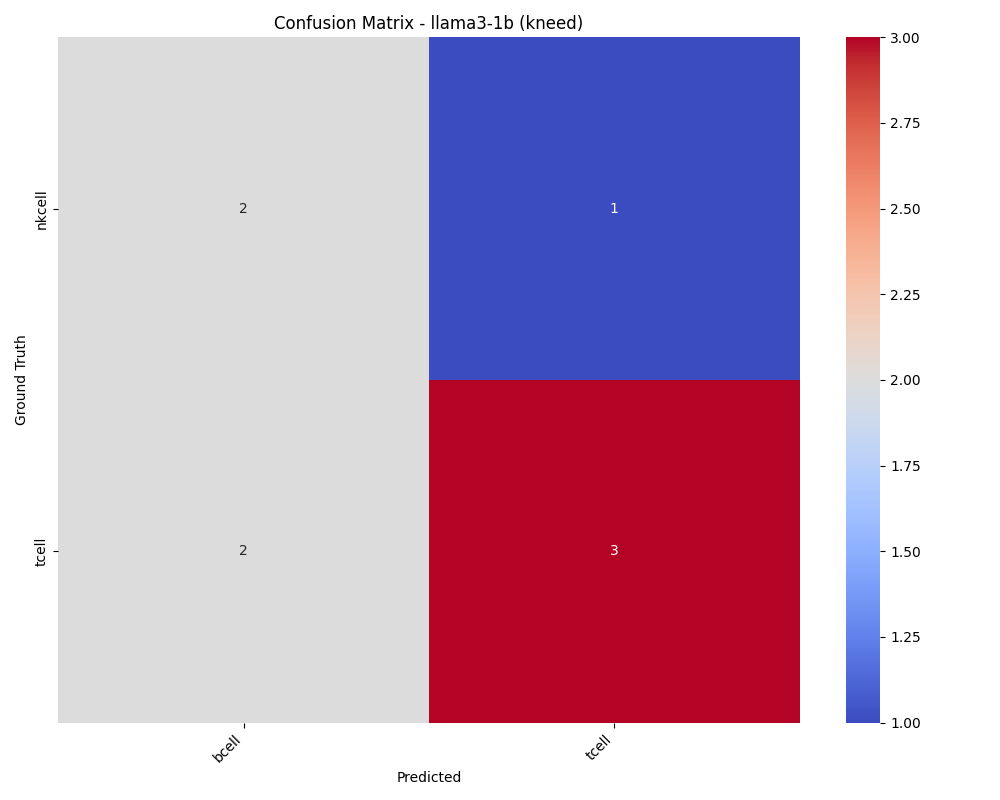 Confusion Matrix - llama3-1b (kneed)
Ground Truth
nkcell
tcell
2
1
2
3
bcell
tcell
Predicted
3.00
2.75
2.50
2.25
2.00
1.75
1.50
1.25
1.00